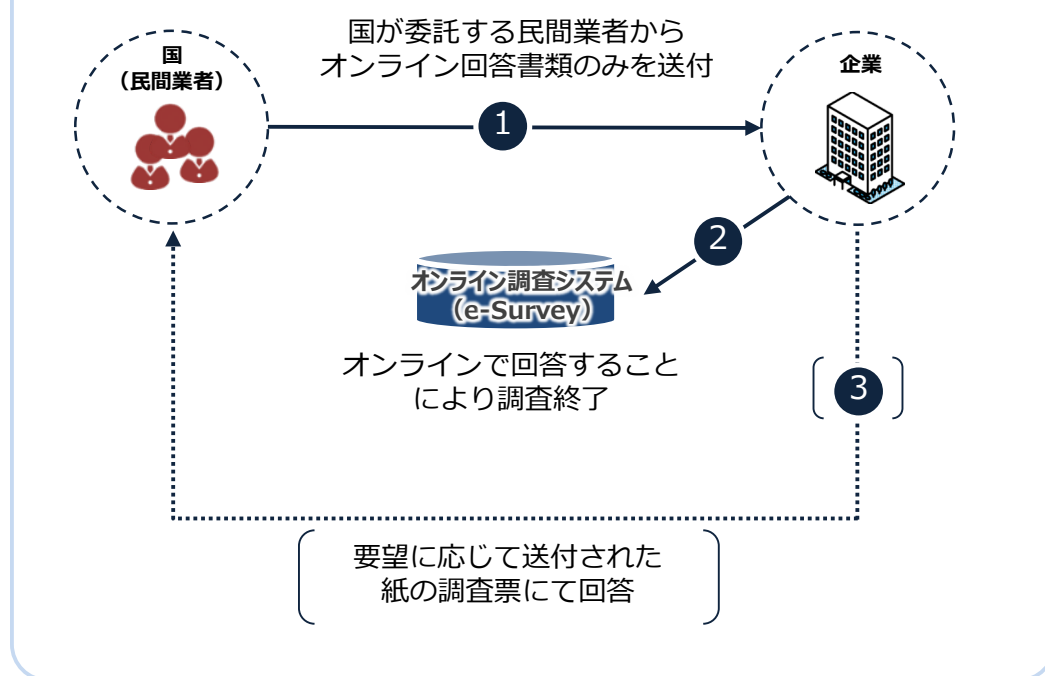 国が委託する民間業者から
オンライン回答書類のみを送付
国
（民間業者）
企業
1
2
オンライン調査システム
（e-Survey）
オンラインで回答すること
により調査終了
3
要望に応じて送付された
紙の調査票にて回答